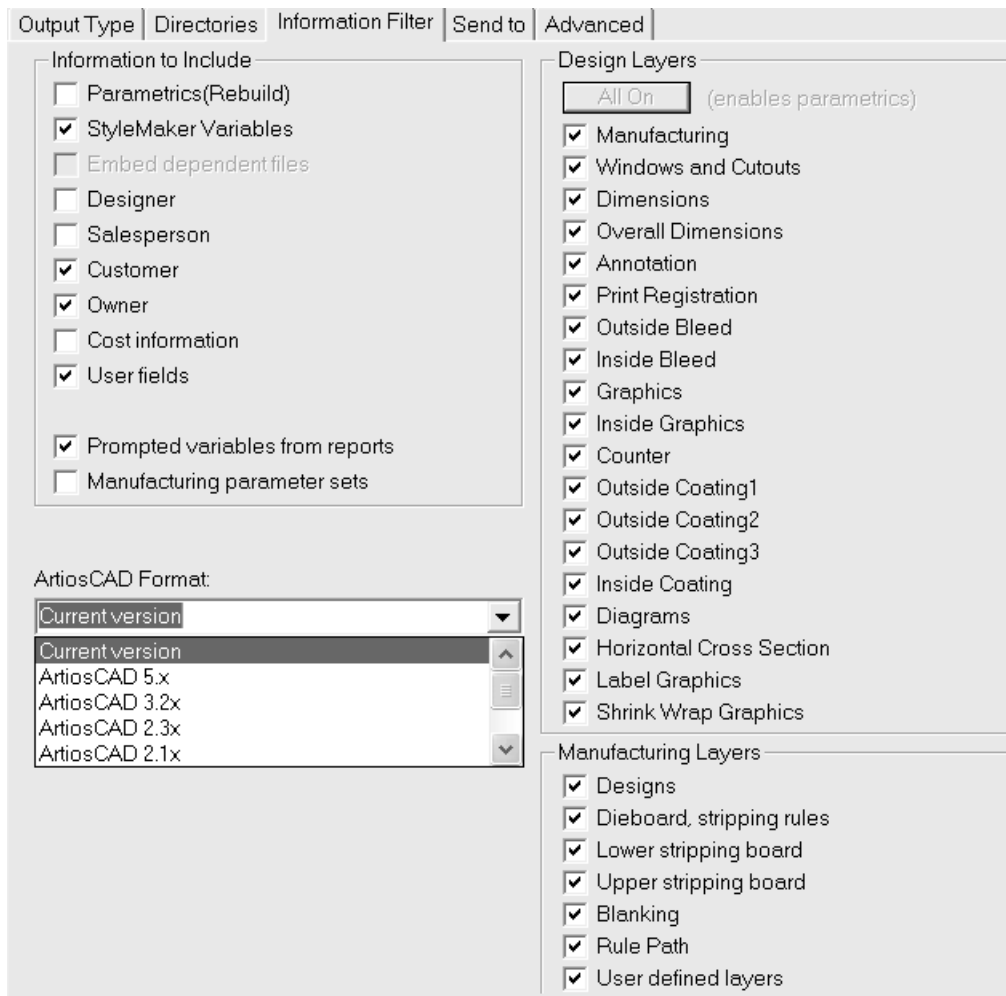 Output Type Directories Information Filter Send to Advanced
Information to Include
Parametrics(Rebuild)
StyleMaker Variables
Embed dependent files
Designer
Salesperson
Customer
Owner
Cost information
User fields
Prompted variables from reports
Manufacturing parameter sets
ArtiosCAD Format:
Current version
Current version
ArtiosCAD 5.x
ArtiosCAD 3.2x
ArtiosCAD 2.3x
ArtiosCAD 2.1x
Design Layers
All On (enables parametrics)
Manufacturing
Windows and Cutouts
Dimensions
Overall Dimensions
Annotation
Print Registration
Outside Bleed
Inside Bleed
Graphics
Inside Graphics
Counter
Outside Coating1
Outside Coating2
Outside Coating3
Inside Coating
Diagrams
Horizontal Cross Section
Label Graphics
Shrink Wrap Graphics
Manufacturing Layers
Designs
Dieboard, stripping rules
Lower stripping board
Upper stripping board
Blanking
Rule Path
User defined layers